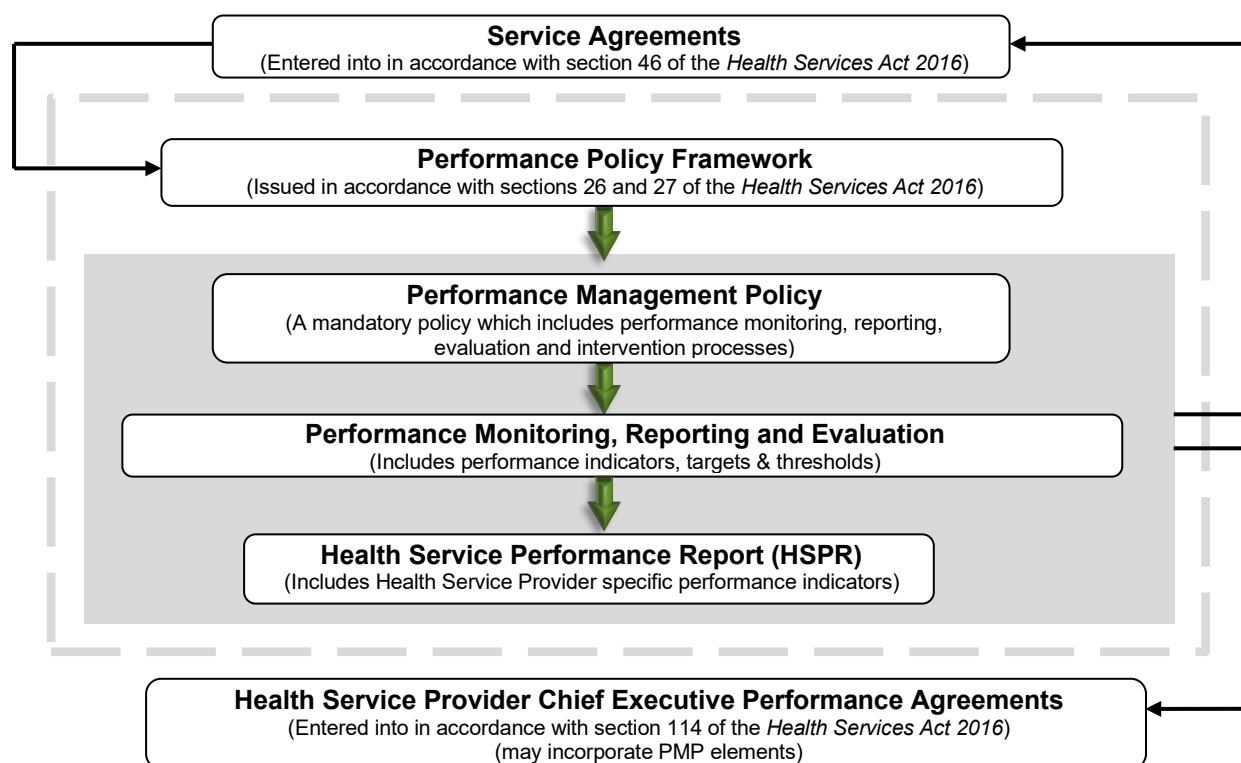 Service Agreements
(Entered into in accordance with section 46 of the Health Services Act 2016)
Performance Policy Framework
(Issued in accordance with sections 26 and 27 of the Health Services Act 2016)
Performance Management Policy
(A mandatory policy which includes performance monitoring, reporting,
evaluation and intervention processes)
Performance Monitoring, Reporting and Evaluation
(Includes performance indicators, targets & thresholds)
Health Service Performance Report (HSPR)
(Includes Health Service Provider specific performance indicators)
Health Service Provider Chief Executive Performance Agreements
(Entered into in accordance with section 114 of the Health Services Act 2016)
(may incorporate PMP elements)